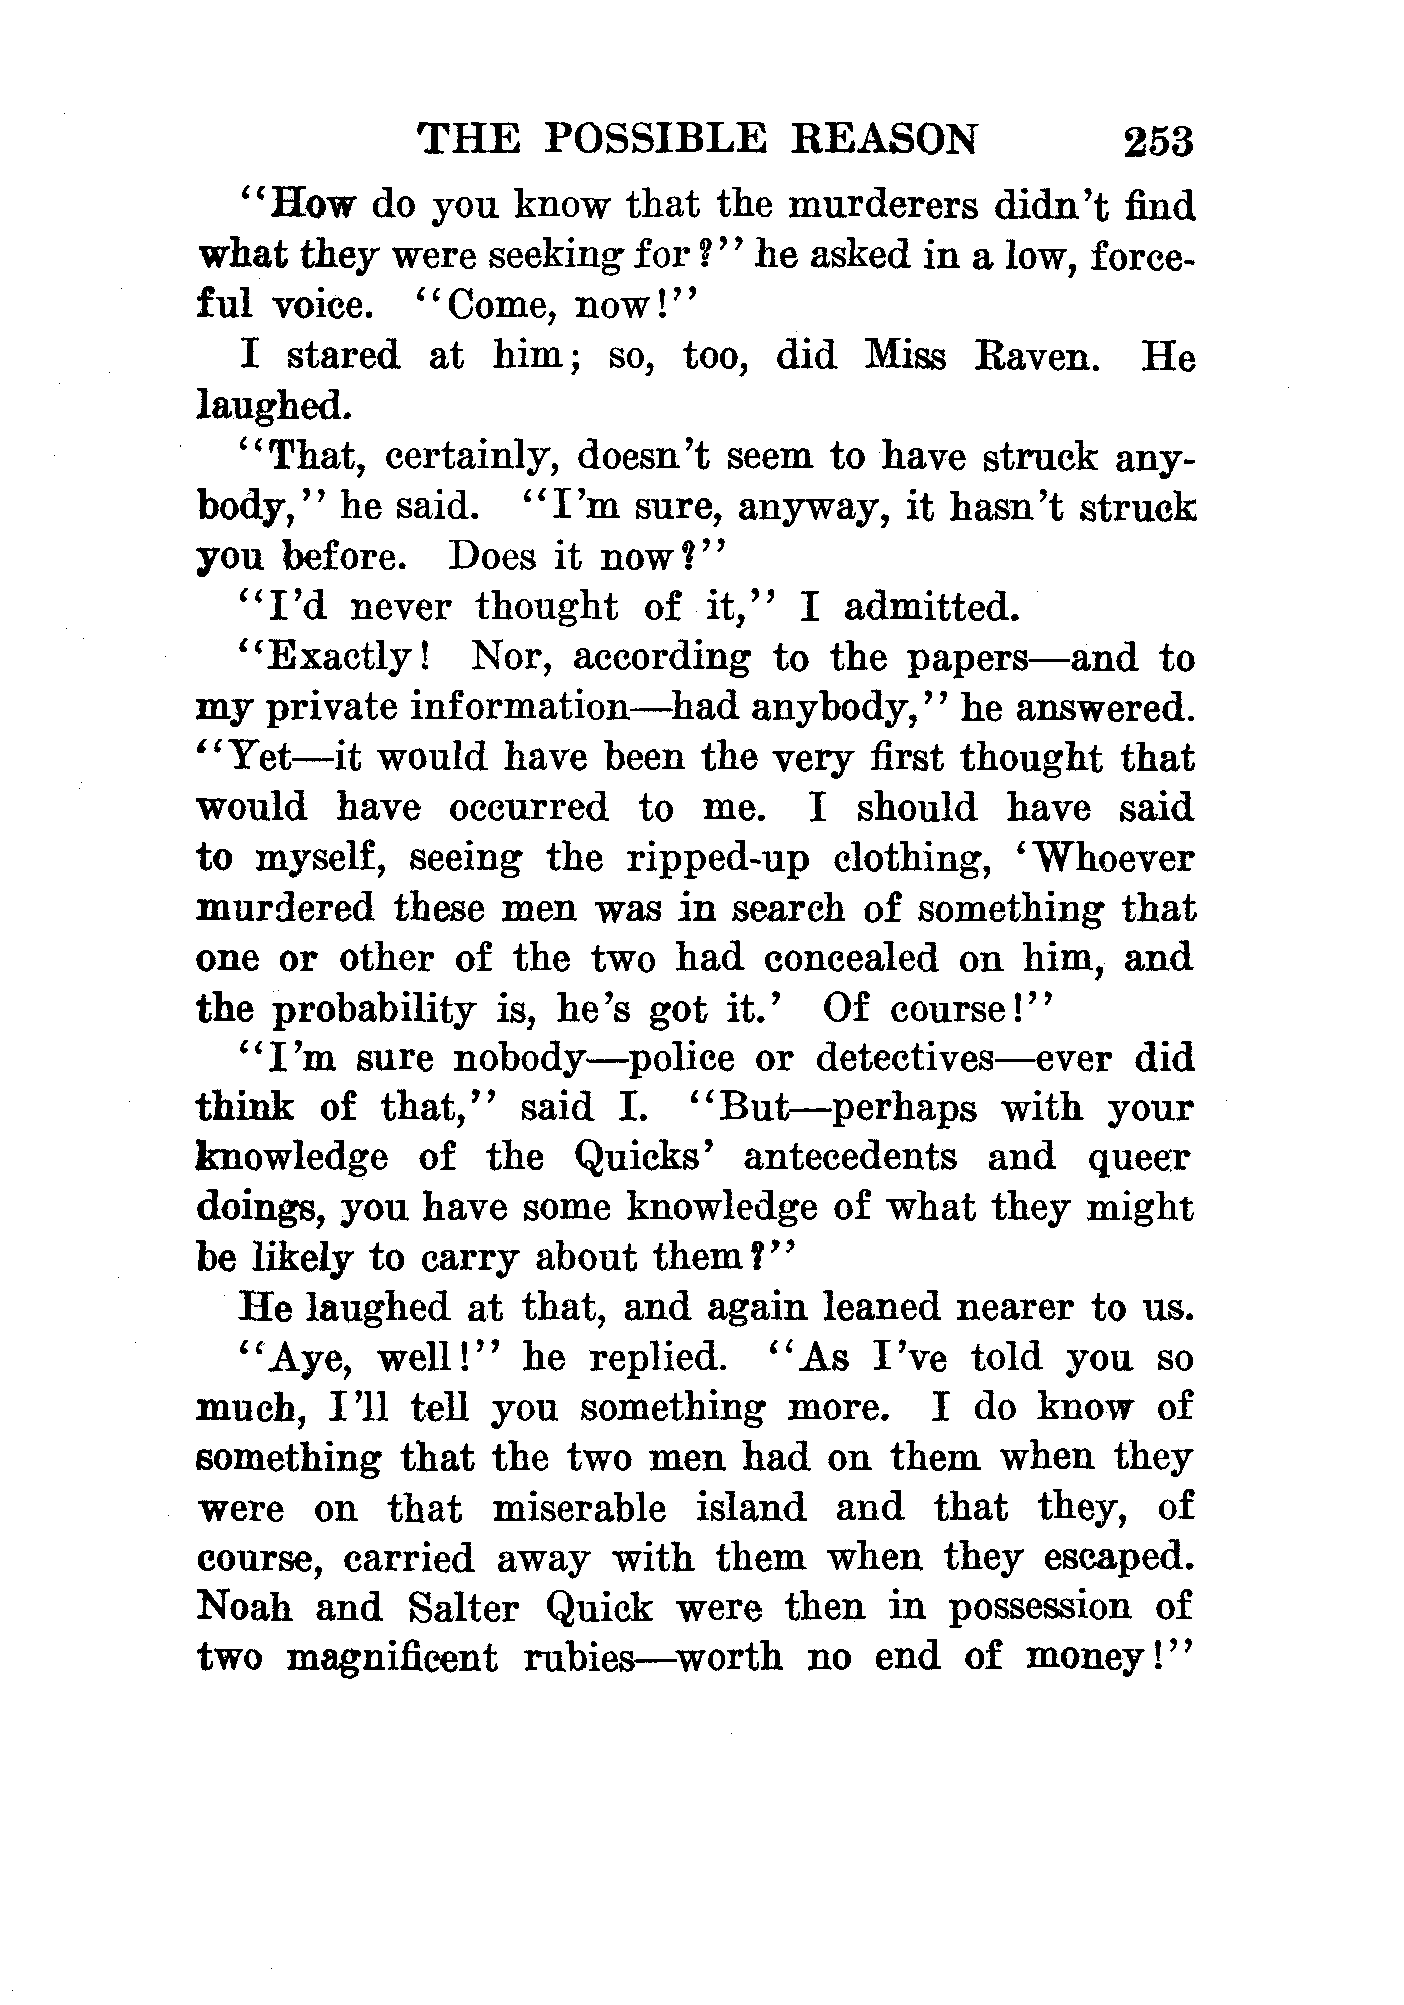 THE POSSIBLE REASON 253
"How do you know that the murderers didn't find
what they were seeking for?" he asked in a low, force-
ful voice. "Come, now!"
I stared at him; so, too, did Miss Raven. He
laughed.
"That, certainly, doesn't seem to have struck any-
body," he said. "I'm sure, anyway, it hasn't struck
you before. Does it now?"
"I'd never thought of it," I admitted.
"Exactly! Nor, according to the papers—and to
my private information—had anybody," he answered.
"Yet—it would have been the very first thought that
would have occurred to me. I should have said
to myself, seeing the ripped-up clothing, 'Whoever
murdered these men was in search of something that
one or other of the two had concealed on him, and
the probability is, he's got it.' Of course!"
"I'm sure nobody—police or detectives—ever did
think of that," said I. "But—perhaps with your
knowledge of the Quicks' antecedents and queer
doings, you have some knowledge of what they might
be likely to carry about them?"
He laughed at that, and again leaned nearer to us.
"Aye, well!" he replied. "As I've told you so
much, I'll tell you something more. I do know of
something that the two men had on them when they
were on that miserable island and that they, of
course, carried away with them when they escaped.
Noah and Salter Quick were then in possession of
two magnificent rubies—worth no end of money!"